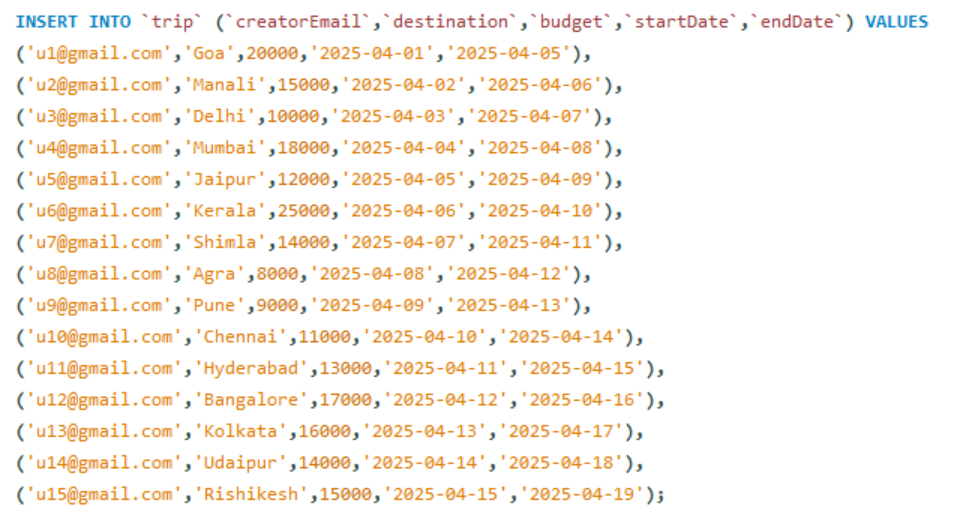 INSERT INTO `trip` (`creatorEmail`,`destination`,`budget`,`startDate`,`endDate`) VALUES
('u1@gmail.com','Goa',20000,'2025-04-01','2025-04-05'),
('u2@gmail.com','Manali',15000,'2025-04-02','2025-04-06'),
('u3@gmail.com','Delhi',10000,'2025-04-03','2025-04-07'),
('u4@gmail.com','Mumbai',18000,'2025-04-04','2025-04-08'),
('u5@gmail.com','Jaipur',12000,'2025-04-05','2025-04-09'),
('u6@gmail.com','Kerala',25000,'2025-04-06','2025-04-10'),
('u7@gmail.com','Shimla',14000,'2025-04-07','2025-04-11'),
('u8@gmail.com','Agra',8000,'2025-04-08','2025-04-12'),
('u9@gmail.com','Pune',9000,'2025-04-09','2025-04-13'),
('u10@gmail.com','Chennai',11000,'2025-04-10','2025-04-14'),
('u11@gmail.com','Hyderabad',13000,'2025-04-11','2025-04-15'),
('u12@gmail.com','Bangalore',17000,'2025-04-12','2025-04-16'),
('u13@gmail.com','Kolkata',16000,'2025-04-13','2025-04-17'),
('u14@gmail.com','Udaipur',14000,'2025-04-14','2025-04-18'),
('u15@gmail.com','Rishikesh',15000,'2025-04-15','2025-04-19');